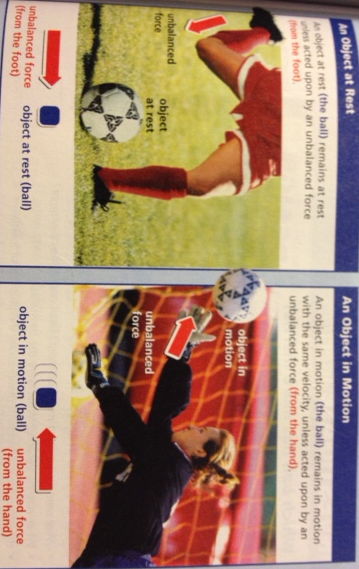 An Object at Rest
An object at rest (the ball) remains at rest
unless acted upon by an unbalanced force
(from the foot).
unbalanced
force
object
at rest
unbalanced force
(from the foot)
object at rest (ball)
An Object in Motion
An object in motion (the ball) remains in motion
with the same velocity, unless acted upon by an
unbalanced force (from the hand).
object in
motion
unbalanced
force
object in motion (ball)
unbalanced force
(from the hand)